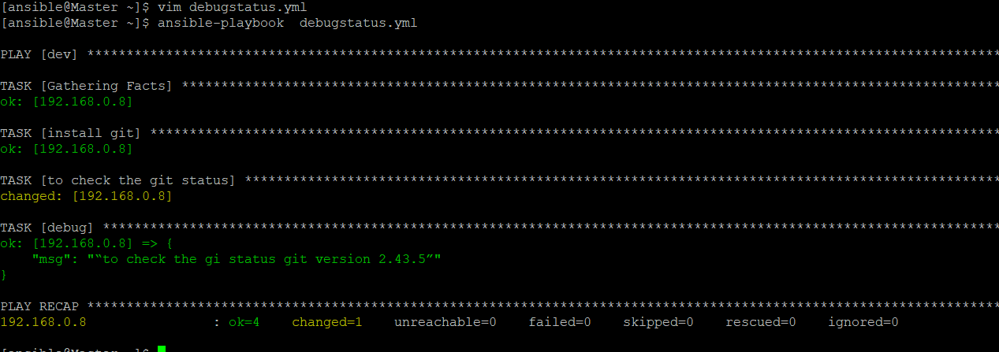 [ansible@Master ~]$ vim debugstatus.yml
[ansible@Master ~]$ ansible-playbook  debugstatus.yml
PLAY [dev] ********************************************************************************************************************
TASK [Gathering Facts] ********************************************************************************************************
ok: [192.168.0.8]
TASK [install git] ************************************************************************************************************
ok: [192.168.0.8]
TASK [to check the git status] ************************************************************************************************
changed: [192.168.0.8]
TASK [debug] ******************************************************************************************************************
ok: [192.168.0.8] => {
    "msg": "“to check the gi status git version 2.43.5”"
}
PLAY RECAP ********************************************************************************************************************
192.168.0.8                : ok=4    changed=1    unreachable=0    failed=0    skipped=0    rescued=0    ignored=0
[ansible@Master ~]$